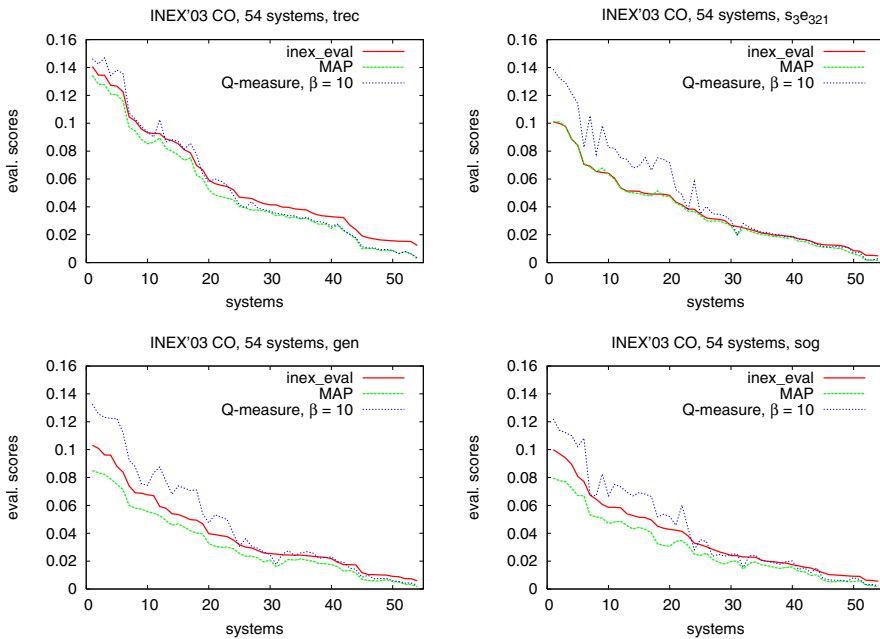 INEX'03 CO, 54 systems, trec
inex_eval
MAP
Q-measure, β = 10
eval. scores
0.16
0.14
0.12
0.1
0.08
0.06
0.04
0.02
0
0 10 20 30 40 50
systems
INEX'03 CO, 54 systems, s₃e₃₂₁
inex_eval
MAP
Q-measure, β = 10
eval. scores
0.16
0.14
0.12
0.1
0.08
0.06
0.04
0.02
0
0 10 20 30 40 50
systems
INEX'03 CO, 54 systems, gen
inex_eval
MAP
Q-measure, β = 10
eval. scores
0.16
0.14
0.12
0.1
0.08
0.06
0.04
0.02
0
0 10 20 30 40 50
systems
INEX'03 CO, 54 systems, sog
inex_eval
MAP
Q-measure, β = 10
eval. scores
0.16
0.14
0.12
0.1
0.08
0.06
0.04
0.02
0
0 10 20 30 40 50
systems